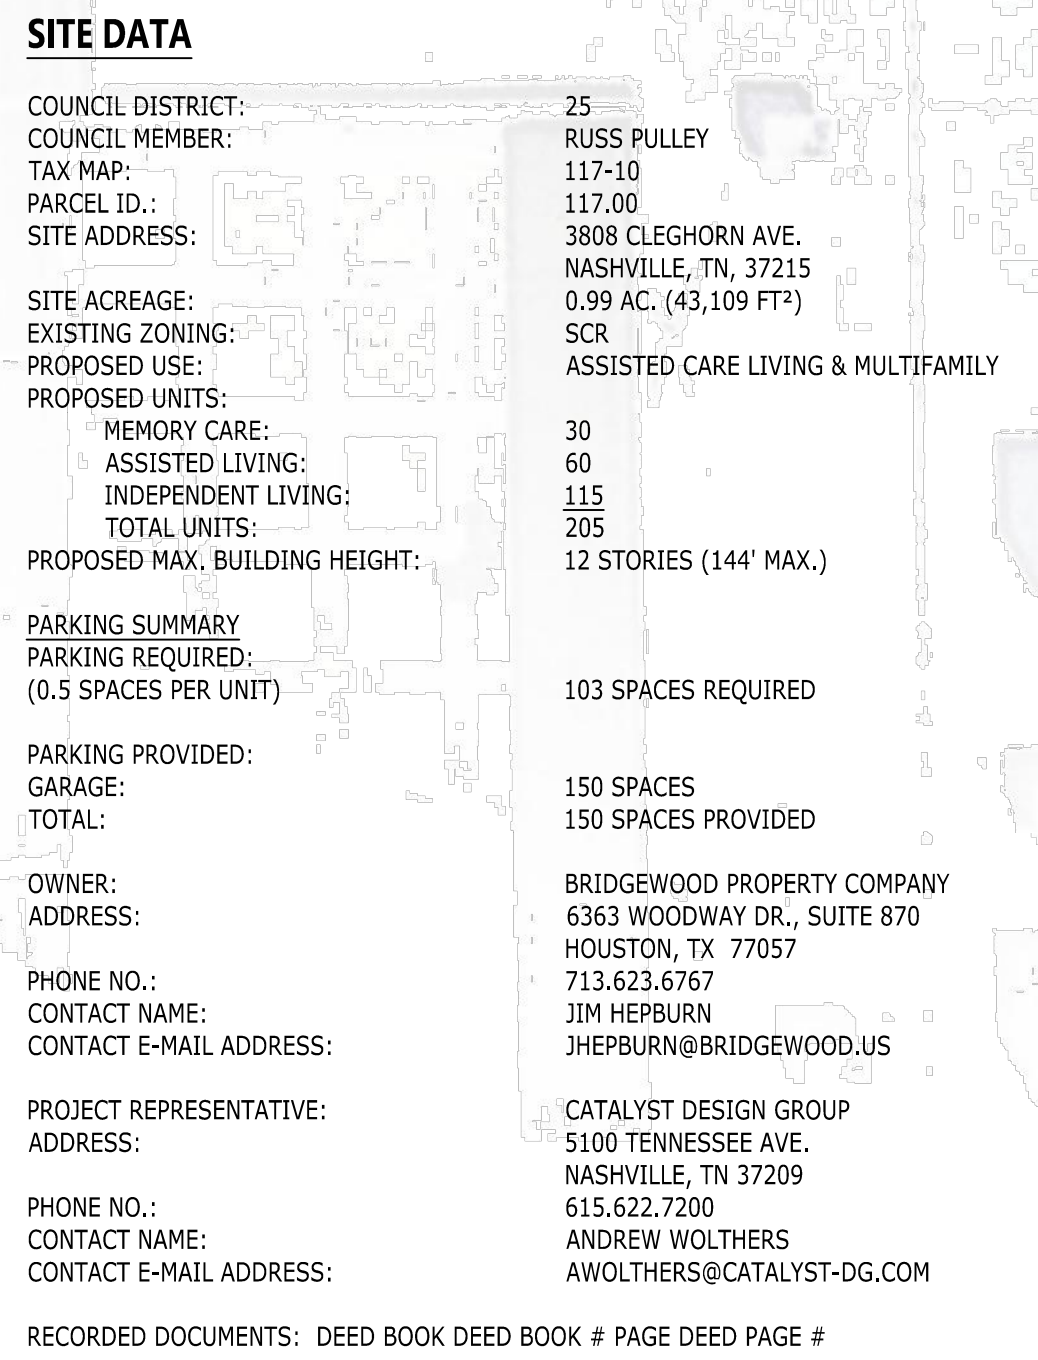 SITE DATA
COUNCIL DISTRICT: 25
COUNCIL MEMBER: RUSS PULLEY
TAX MAP: 117-10
PARCEL ID.: 117.00
SITE ADDRESS: 3808 CLEGHORN AVE.
NASHVILLE, TN, 37215
SITE ACREAGE: 0.99 AC. (43,109 FT²)
EXISTING ZONING: SCR
PROPOSED USE: ASSISTED CARE LIVING & MULTIFAMILY
PROPOSED UNITS:
MEMORY CARE: 30
ASSISTED LIVING: 60
INDEPENDENT LIVING: 115
TOTAL UNITS: 205
PROPOSED MAX. BUILDING HEIGHT: 12 STORIES (144' MAX.)
PARKING SUMMARY
PARKING REQUIRED:
(0.5 SPACES PER UNIT) 103 SPACES REQUIRED
PARKING PROVIDED:
GARAGE: 150 SPACES
TOTAL: 150 SPACES PROVIDED
OWNER: BRIDGEWOOD PROPERTY COMPANY
ADDRESS: 6363 WOODWAY DR., SUITE 870
HOUSTON, TX 77057
PHONE NO.: 713.623.6767
CONTACT NAME: JIM HEPBURN
CONTACT E-MAIL ADDRESS: JHEPBURN@BRIDGEWOOD.US
PROJECT REPRESENTATIVE: CATALYST DESIGN GROUP
ADDRESS: 5100 TENNESSEE AVE.
NASHVILLE, TN 37209
PHONE NO.: 615.622.7200
CONTACT NAME: ANDREW WOLTHERS
CONTACT E-MAIL ADDRESS: AWOLTHERS@CATALYST-DG.COM
RECORDED DOCUMENTS: DEED BOOK DEED BOOK # PAGE DEED PAGE #